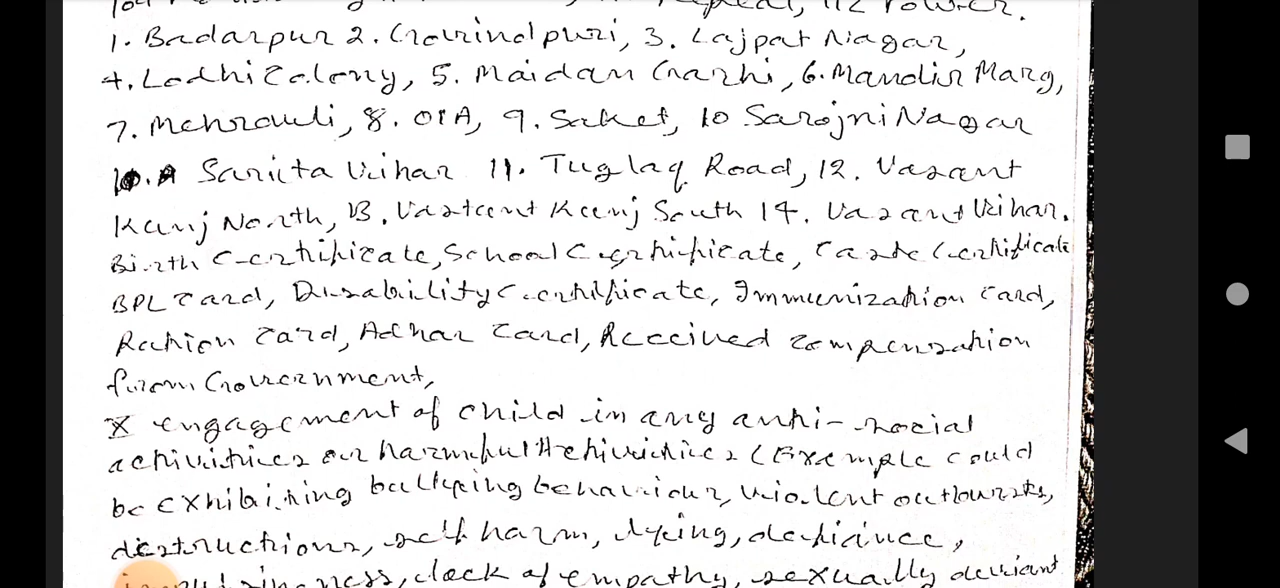 1. Badarpur 2. Govindpuri, 3. Lajpat Nagar,
4. Lodhi Colony, 5. Maidan Garhi, 6. Mandir Marg,
7. Mehrauli, 8. OIA, 9. Saket, 10 Sarojni Nagar
10.A Sarita Vihar 11. Tuglaq Road, 12. Vasant
Kunj North, 13. Vastcent Kunj South 14. Vasant Vihar.
Birth Certificate, School Certificate, Caste Certificate
BPL Card, Disability Certificate, Immunization Card,
Ration Card, Adhar Card, Received Compensation
from Government,
X engagement of child in any anti-social
activities or harmful Activities (Example could
be exhibiting bullying behaviour, violent outbursts,
destructions, self harm, lying, defiance,
lack of empathy, sexually deviant